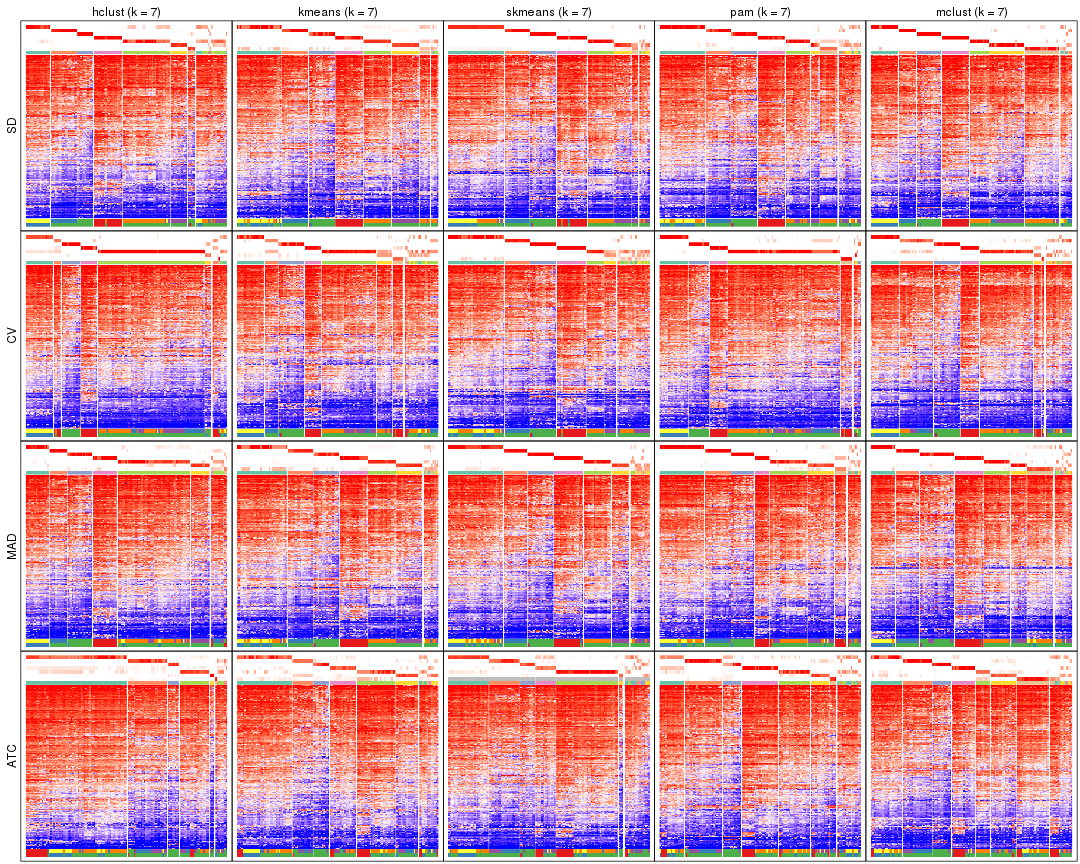 hclust (k = 7)
kmeans (k = 7)
skmeans (k = 7)
pam (k = 7)
mclust (k = 7)
SD
CV
MAD
ATC